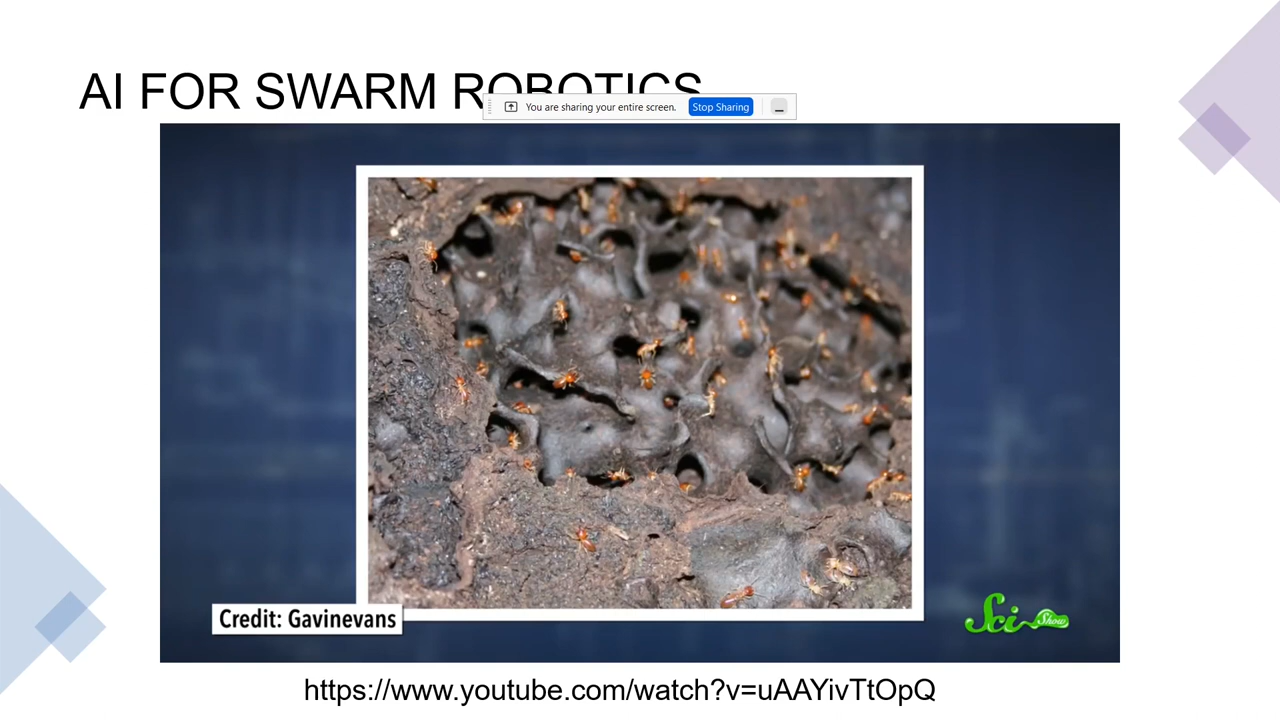 AI FOR SWARM ROBOTICS
You are sharing your entire screen. Stop Sharing
Credit: Gavinevans
Sci Show
https://www.youtube.com/watch?v=uAAYivTtOpQ